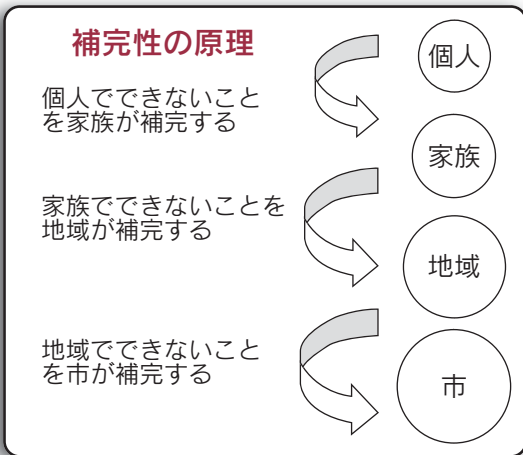 補完性の原理
個人でできないこと
を家族が補完する
家族でできないことを
地域が補完する
地域でできないこと
を市が補完する
個人
家族
地域
市